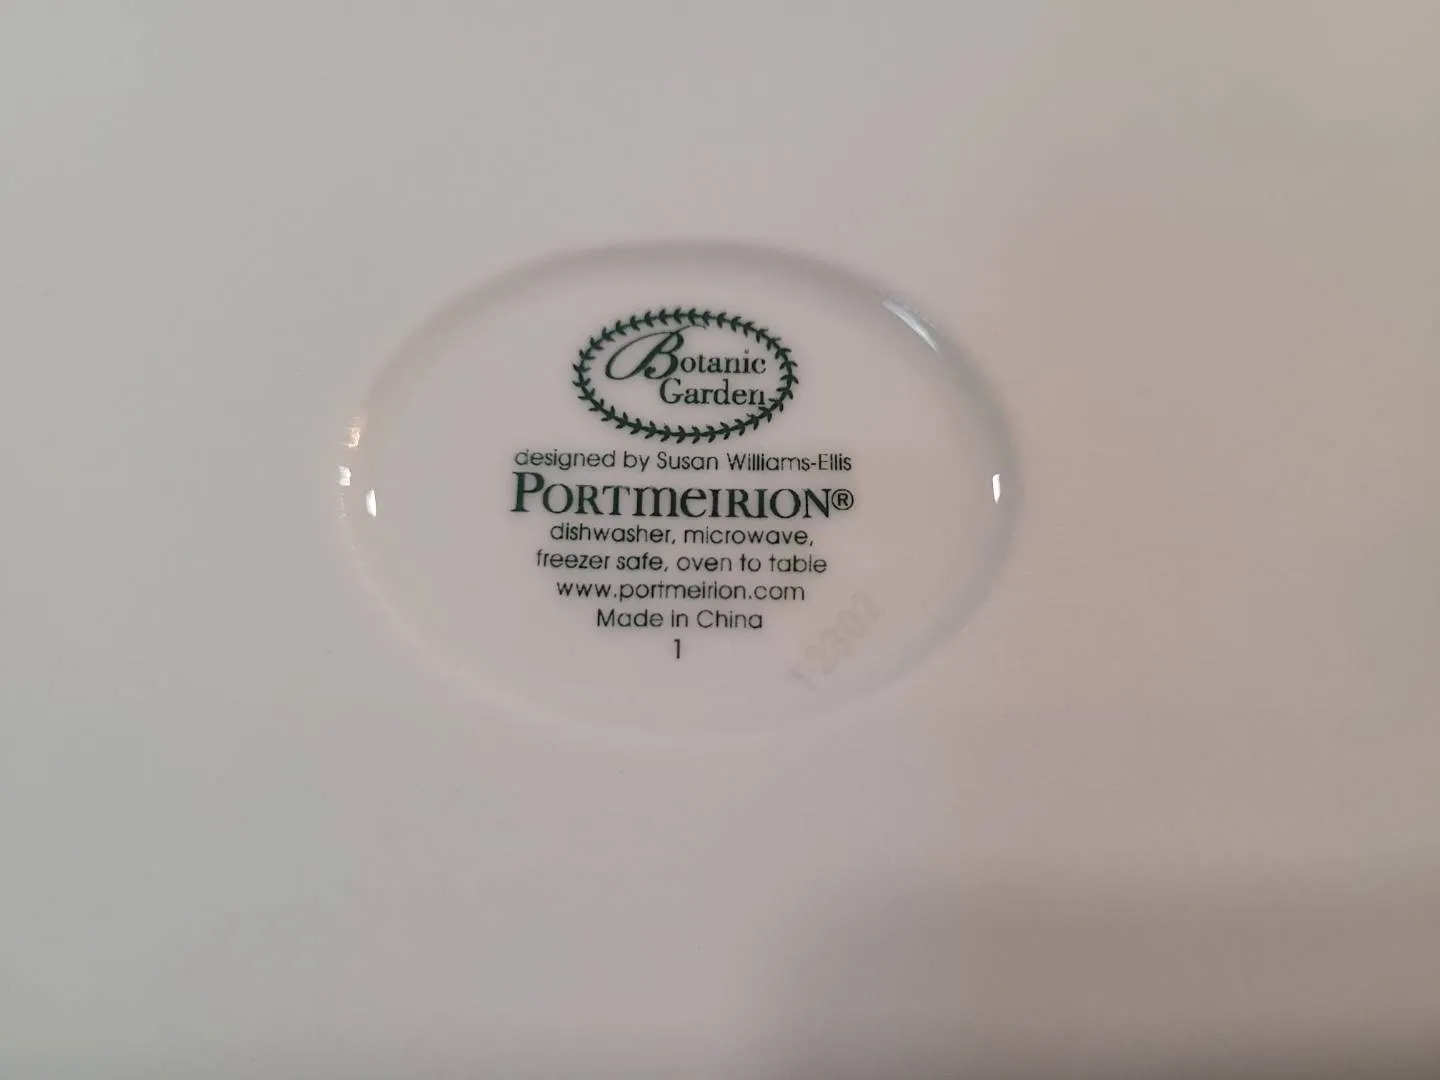 Botanic
Garden
designed by Susan Williams-Ellis
PORTMEIRION®
dishwasher, microwave,
freezer safe, oven to table
www.portmeirion.com
Made in China
1